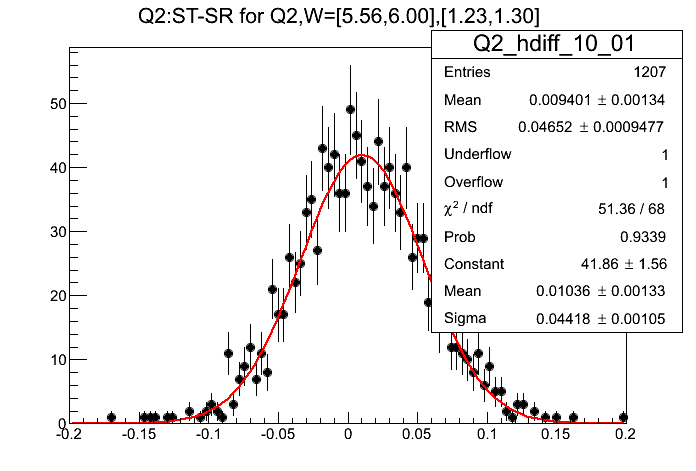 Q2:ST-SR for Q2,W=[5.56,6.00],[1.23,1.30]
Q2_hdiff_10_01
Entries 1207
Mean 0.009401 ± 0.00134
RMS 0.04652 ± 0.0009477
Underflow 1
Overflow 1
χ² / ndf 51.36 / 68
Prob 0.9339
Constant 41.86 ± 1.56
Mean 0.01036 ± 0.00133
Sigma 0.04418 ± 0.00105
50
40
30
20
10
0
-0.2 -0.15 -0.1 -0.05 0 0.05 0.1 0.15 0.2